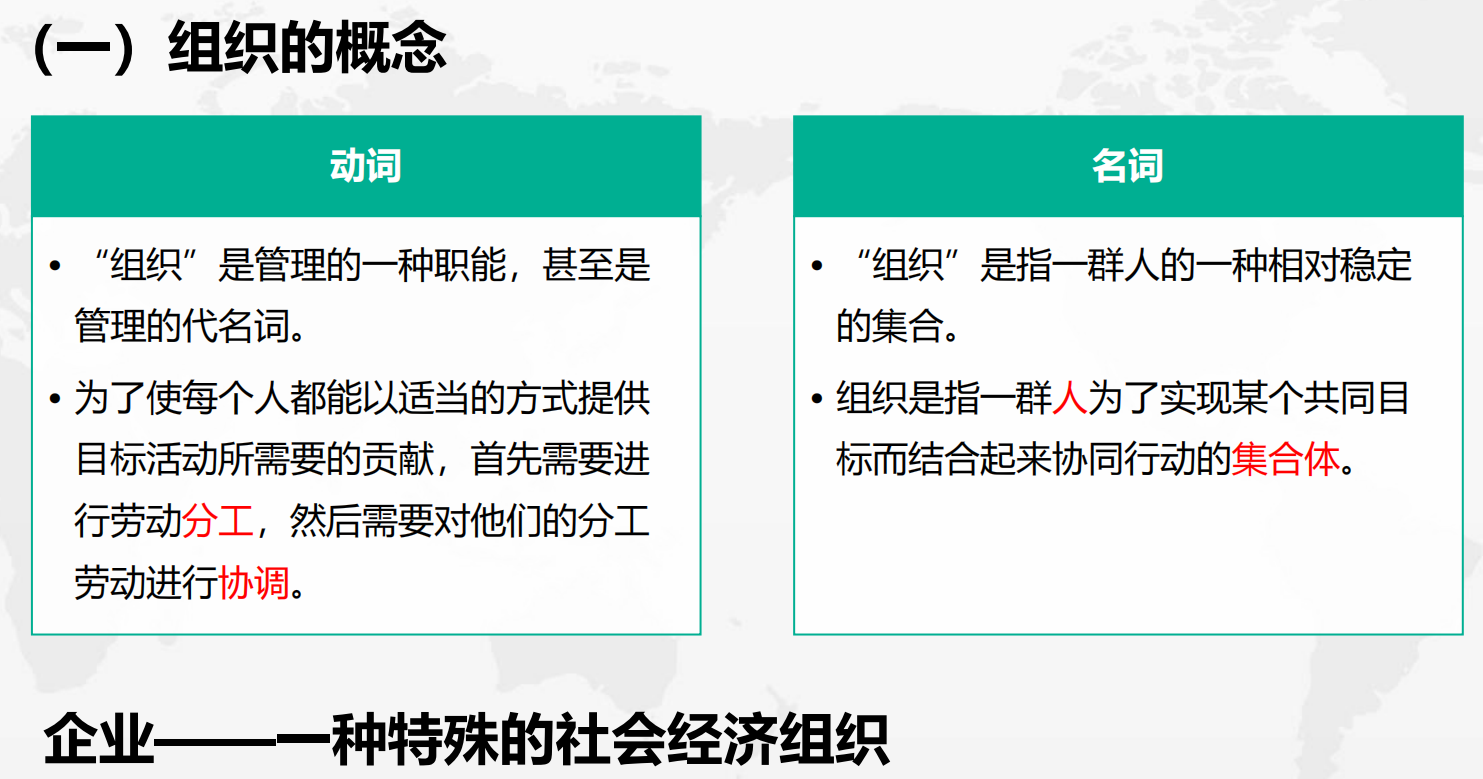 （一）组织的概念
动词
• “组织”是管理的一种职能，甚至是
管理的代名词。
• 为了使每个人都能以适当的方式提供
目标活动所需要的贡献，首先需要进
行劳动分工，然后需要对他们的分工
劳动进行协调。
名词
• “组织”是指一群人的一种相对稳定
的集合。
• 组织是指一群人为了实现某个共同目
标而结合起来协同行动的集合体。
企业——一种特殊的社会经济组织